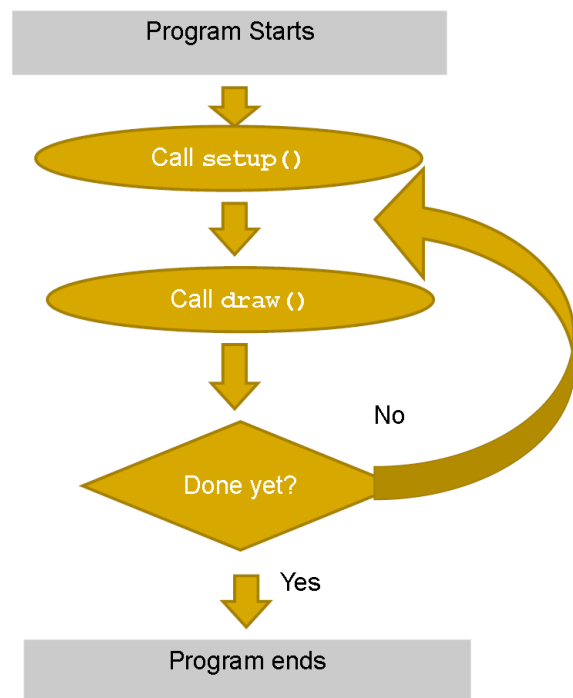 Program Starts
Call setup()
Call draw()
No
Done yet?
Yes
Program ends